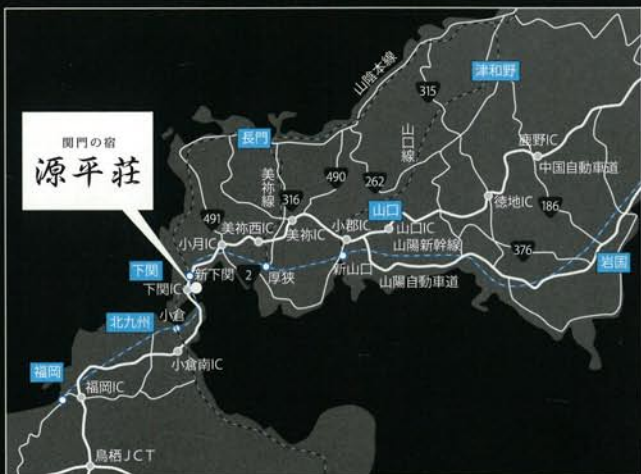 関門の宿
源平荘
山陰本線
315
津和野
長門
美祢線
490
262
山口線
鹿野IC
中国自動車道
316
491
美祢西IC
美祢IC
小郡IC
山口
山口IC
徳地IC
186
小月IC
山陽新幹線
376
岩国
下関
新下関
2
厚狭
新山口
山陽自動車道
下関IC
北九州
小倉
小倉南IC
福岡
福岡IC
鳥栖JCT